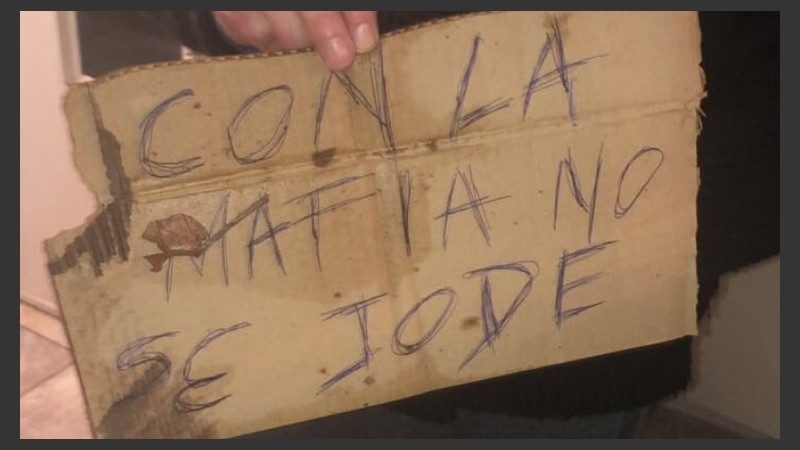 CON LA
MAFIA NO
SE JODE